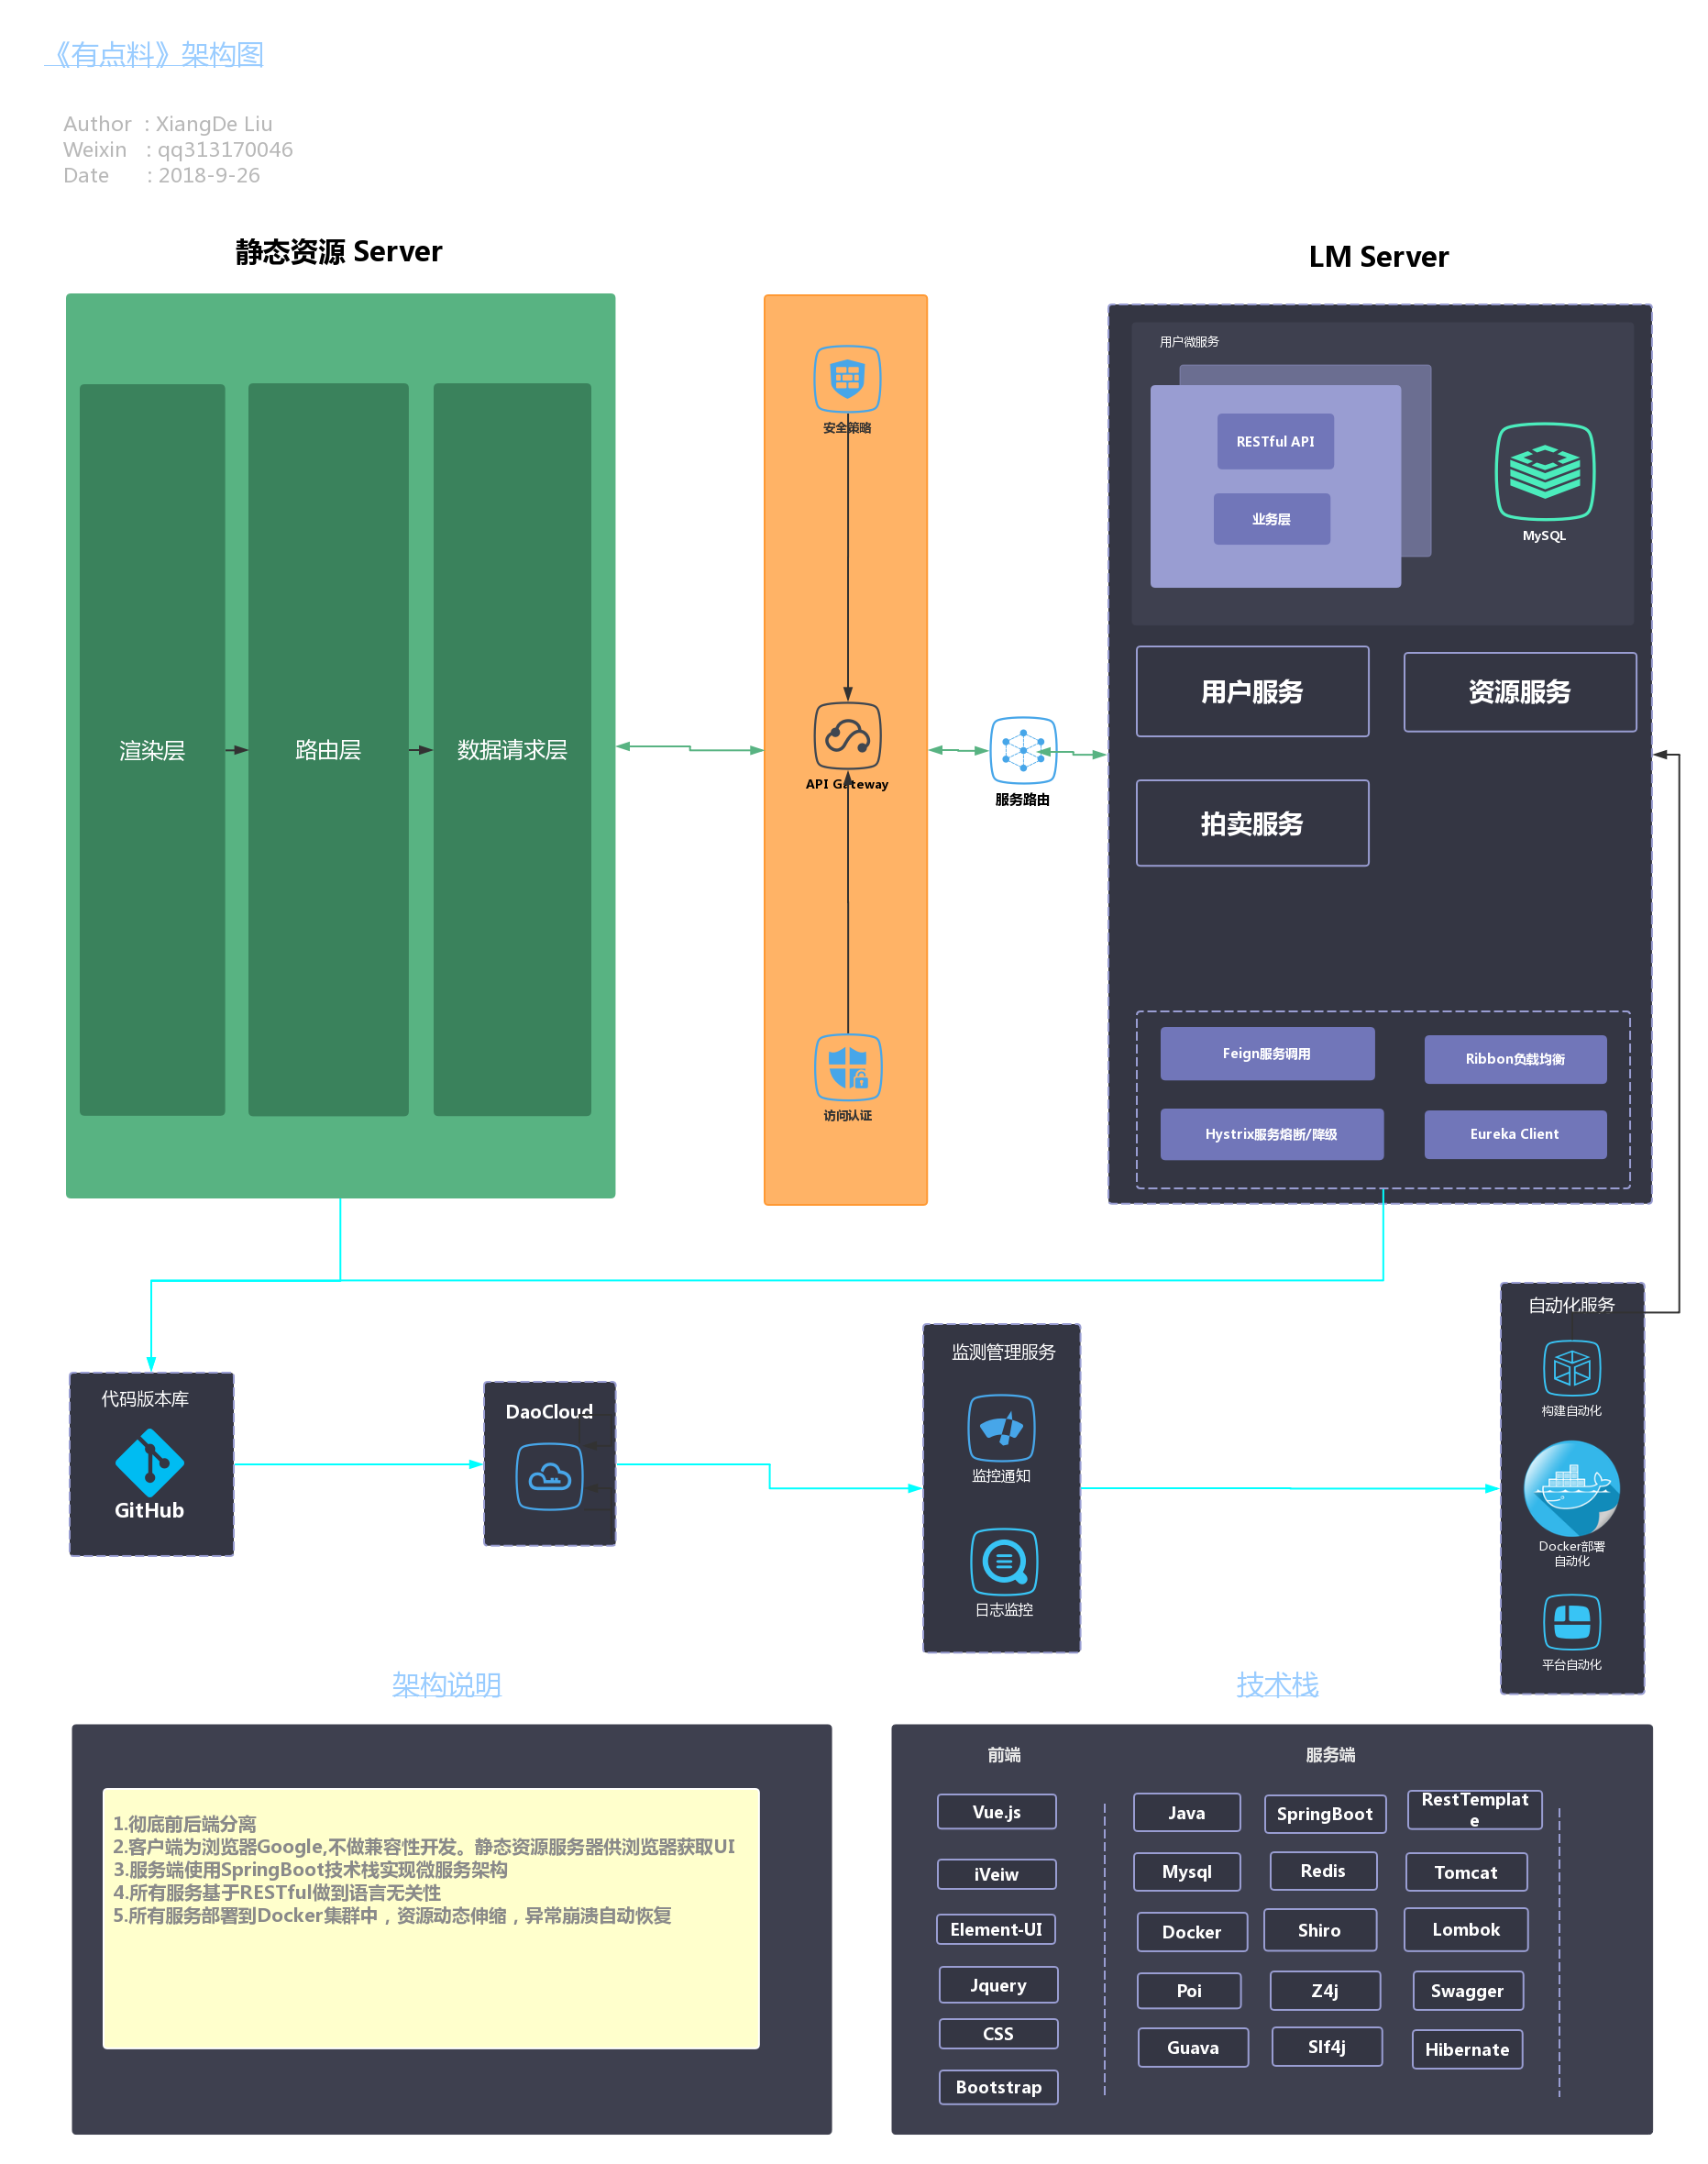 《有点料》架构图
Author : XiangDe Liu
Weixin : qq313170046
Date : 2018-9-26
静态资源 Server
LM Server
渲染层
路由层
数据请求层
安全策略
API Gateway
访问认证
服务路由
用户微服务
RESTful API
业务层
MySQL
用户服务
资源服务
拍卖服务
Feign服务调用
Ribbon负载均衡
Hystrix服务熔断/降级
Eureka Client
代码版本库
GitHub
DaoCloud
监测管理服务
监控通知
日志监控
自动化服务
构建自动化
Docker部署
自动化
平台自动化
架构说明
1.彻底前后端分离
2.客户端为浏览器Google,不做兼容性开发。静态资源服务器供浏览器获取UI
3.服务端使用SpringBoot技术栈实现微服务架构
4.所有服务基于RESTful做到语言无关性
5.所有服务部署到Docker集群中，资源动态伸缩，异常崩溃自动恢复
技术栈
前端
Vue.js
iVeiw
Element-UI
Jquery
CSS
Bootstrap
服务端
Java
SpringBoot
RestTemplat
e
Mysql
Redis
Tomcat
Docker
Shiro
Lombok
Poi
Z4j
Swagger
Guava
Slf4j
Hibernate